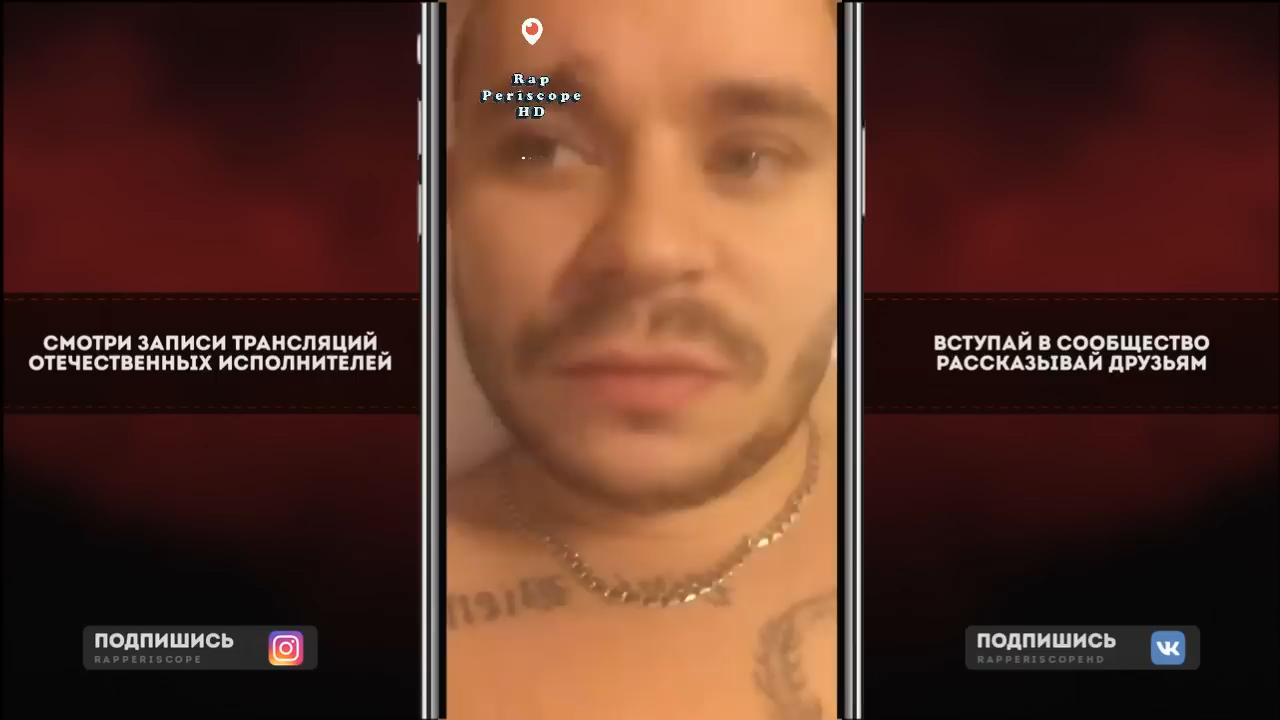 Rap
Periscope
HD
СМОТРИ ЗАПИСИ ТРАНСЛЯЦИЙ
ОТЕЧЕСТВЕННЫХ ИСПОЛНИТЕЛЕЙ
ВСТУПАЙ В СООБЩЕСТВО
РАССКАЗЫВАЙ ДРУЗЬЯМ
ПОДПИШИСЬ
RAPPERISCOPE
ПОДПИШИСЬ
RAPPERISCOPEHD